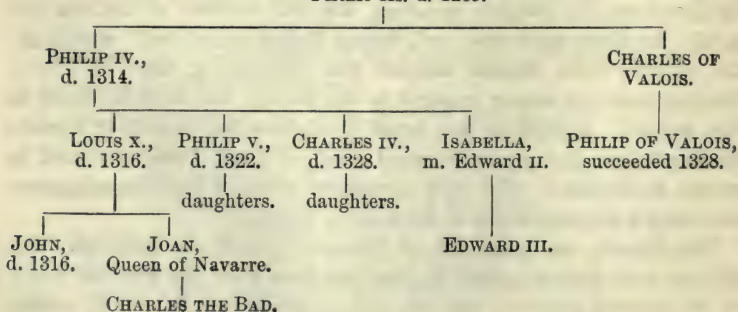 PHILIP IV.,
d. 1314.
CHARLES OF
VALOIS.
LOUIS X.,
d. 1316.
PHILIP V.,
d. 1322.
CHARLES IV.,
d. 1328.
ISABELLA,
m. Edward II.
PHILIP OF VALOIS,
succeeded 1328.
daughters.
daughters.
JOHN,
d. 1316.
JOAN,
Queen of Navarre.
EDWARD III.
CHARLES THE BAD.